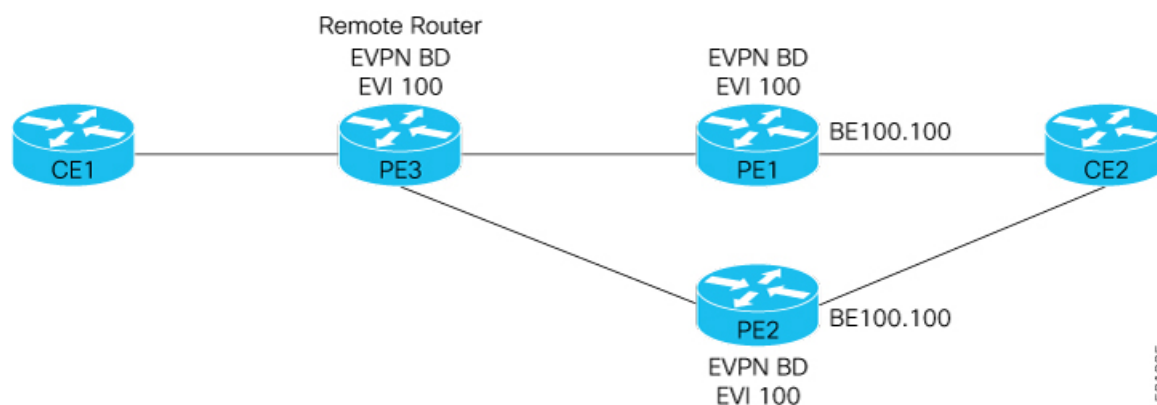 Remote Router
EVPN BD
EVI 100
EVPN BD
EVI 100
BE100.100
CE1
PE3
PE1
CE2
PE2
BE100.100
EVPN BD
EVI 100